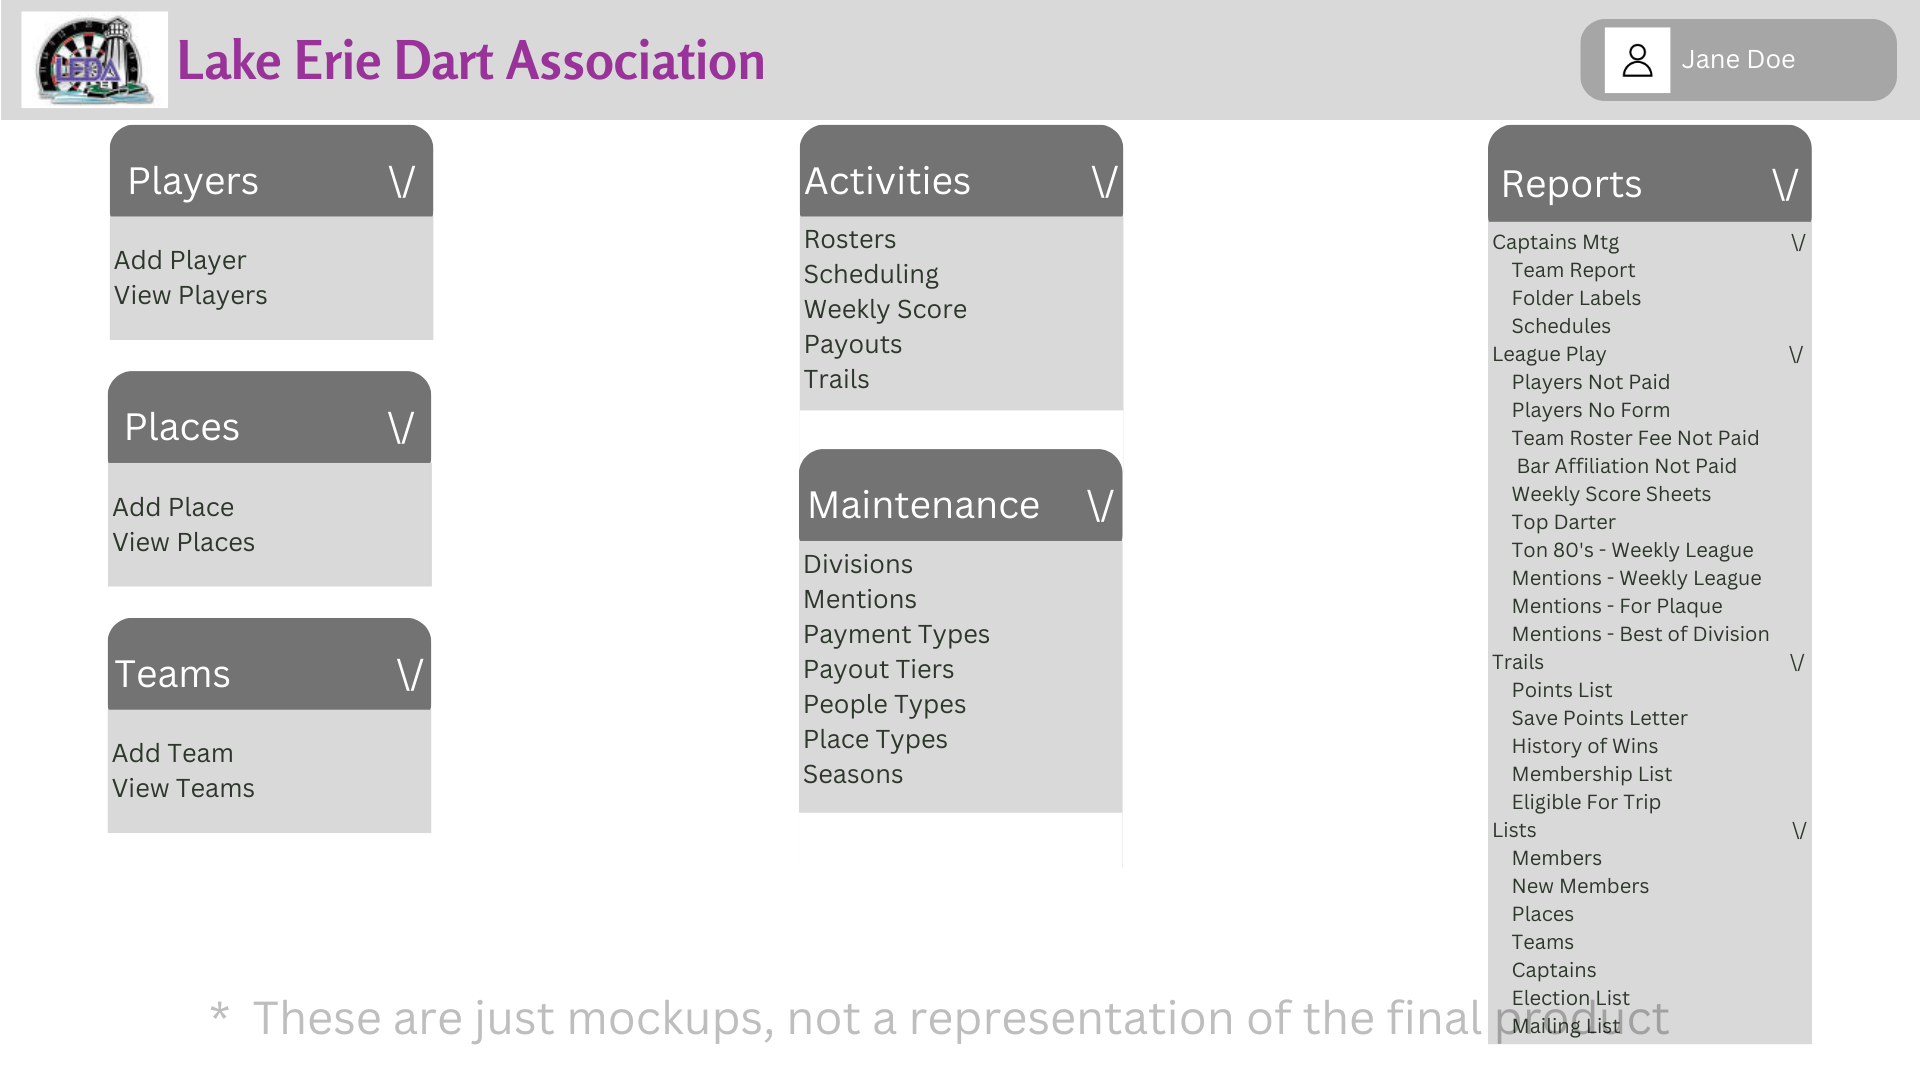 LEDA
Lake Erie Dart Association
Jane Doe
Players \/
Add Player
View Players
Places \/
Add Place
View Places
Teams \/
Add Team
View Teams
Activities \/
Rosters
Scheduling
Weekly Score
Payouts
Trails
Maintenance \/
Divisions
Mentions
Payment Types
Payout Tiers
People Types
Place Types
Seasons
Reports \/
Captains Mtg \/
Team Report
Folder Labels
Schedules
League Play \/
Players Not Paid
Players No Form
Team Roster Fee Not Paid
Bar Affiliation Not Paid
Weekly Score Sheets
Top Darter
Ton 80's - Weekly League
Mentions - Weekly League
Mentions - For Plaque
Mentions - Best of Division
Trails \/
Points List
Save Points Letter
History of Wins
Membership List
Eligible For Trip
Lists \/
Members
New Members
Places
Teams
Captains
Election List
Mailing List
* These are just mockups, not a representation of the final product